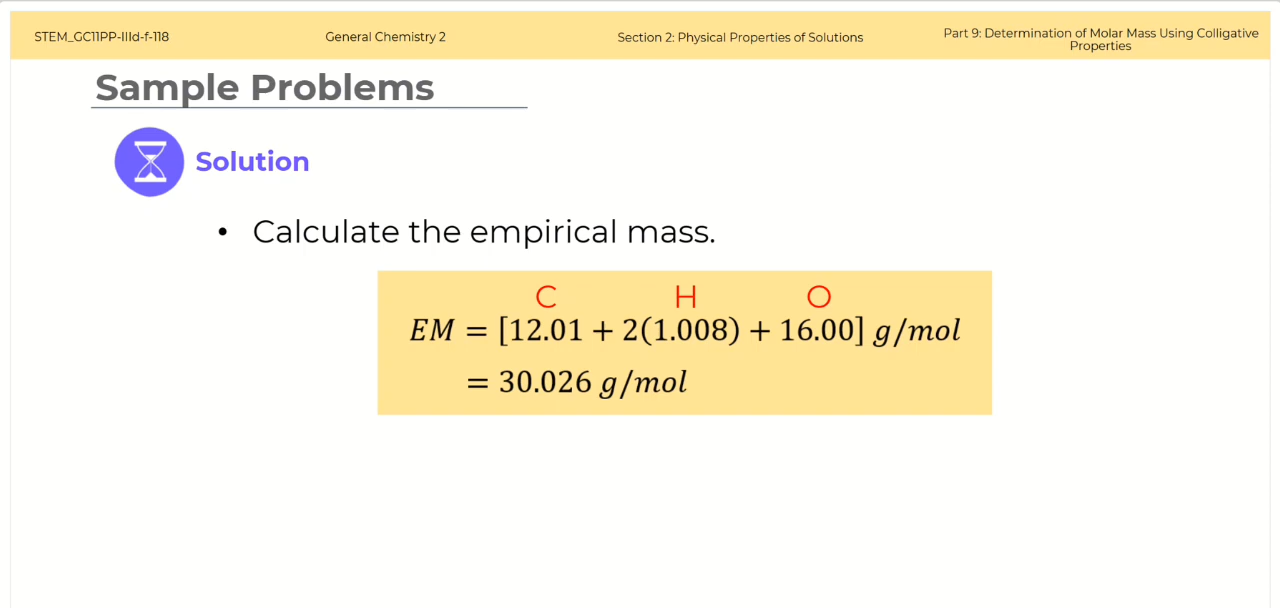 STEM_GC11PP-IIId-f-118
General Chemistry 2
Section 2: Physical Properties of Solutions
Part 9: Determination of Molar Mass Using Colligative
Properties
Sample Problems
Solution
• Calculate the empirical mass.
C H O
EM = [12.01 + 2(1.008) + 16.00] g/mol
= 30.026 g/mol